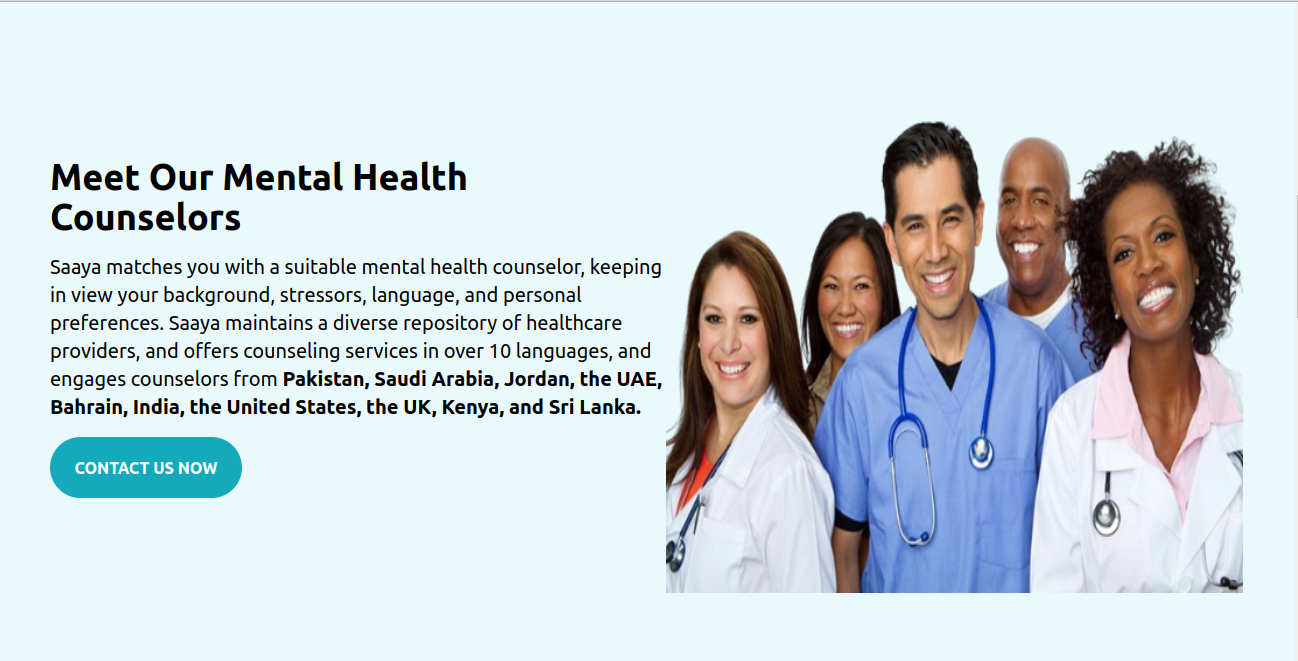 Meet Our Mental Health
Counselors
Saaya matches you with a suitable mental health counselor, keeping
in view your background, stressors, language, and personal
preferences. Saaya maintains a diverse repository of healthcare
providers, and offers counseling services in over 10 languages, and
engages counselors from Pakistan, Saudi Arabia, Jordan, the UAE,
Bahrain, India, the United States, the UK, Kenya, and Sri Lanka.
CONTACT US NOW